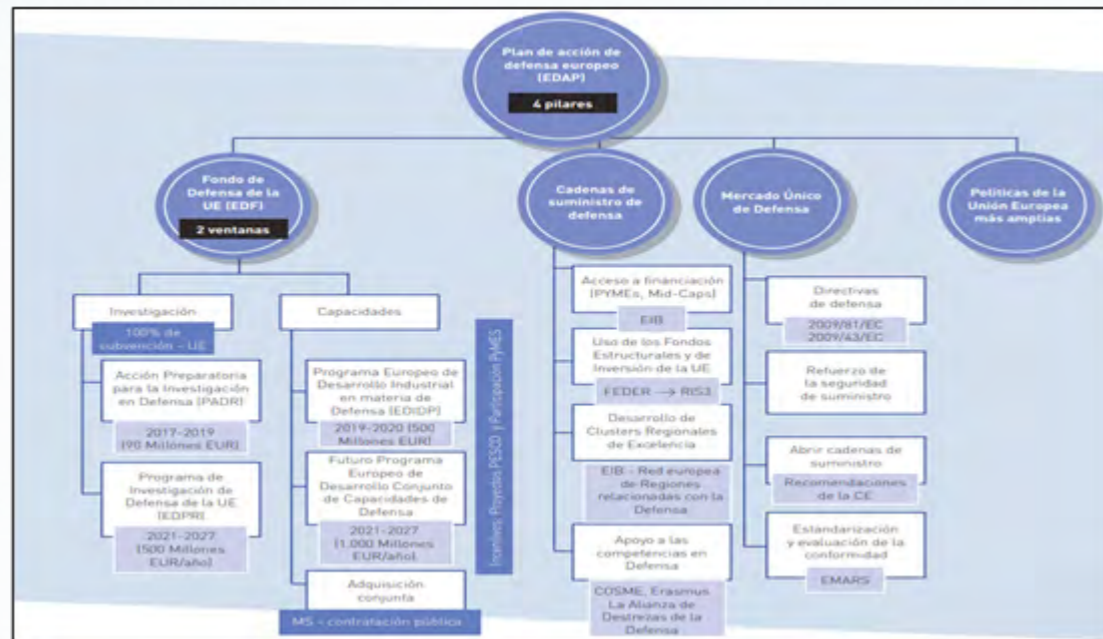 Plan de acción de
defensa europeo
(EDAP)
4 pilares
Fondo de
Defensa de la
UE (EDF)
2 ventanas
Cadenas de
suministro de
defensa
Mercado Único
de Defensa
Políticas de la
Unión Europea
más amplias
Investigación
100% de
subvención - UE
Acción Preparatoria
para la Investigación
en Defensa (PADR)
2017-2019
(90 Millones EUR)
Programa de
Investigación de
Defensa de la UE
(EDPR)
2021-2027
(500 Millones
EUR/año)
Capacidades
Programa Europeo de
Desarrollo Industrial
en materia de
Defensa (EDIDP)
2019-2020 (500
Millones EUR)
Futuro Programa
Europeo de
Desarrollo Conjunto
de Capacidades de
Defensa
2021-2027
(1.000 Millones
EUR/año)
Adquisición
conjunta
MS - contratación pública
Incentivos: Proyectos PESCO y Participación PyMES
Acceso a financiación
(PYMEs, Mid-Caps)
EIB
Uso de los Fondos
Estructurales y de
Inversión de la UE
FEDER → RIS3
Desarrollo de
Clusters Regionales
de Excelencia
EIB - Red europea
de Regiones
relacionadas con la
Defensa
Apoyo a las
competencias en
Defensa
COSME, Erasmus
La Alianza de
Destrezas de la
Defensa
Directivas
de defensa
2009/81/EC
2009/43/EC
Refuerzo de
la seguridad
de suministro
Abrir cadenas de
suministro
Recomendaciones
de la CE
Estandarización
y evaluación de la
conformidad
EMARS